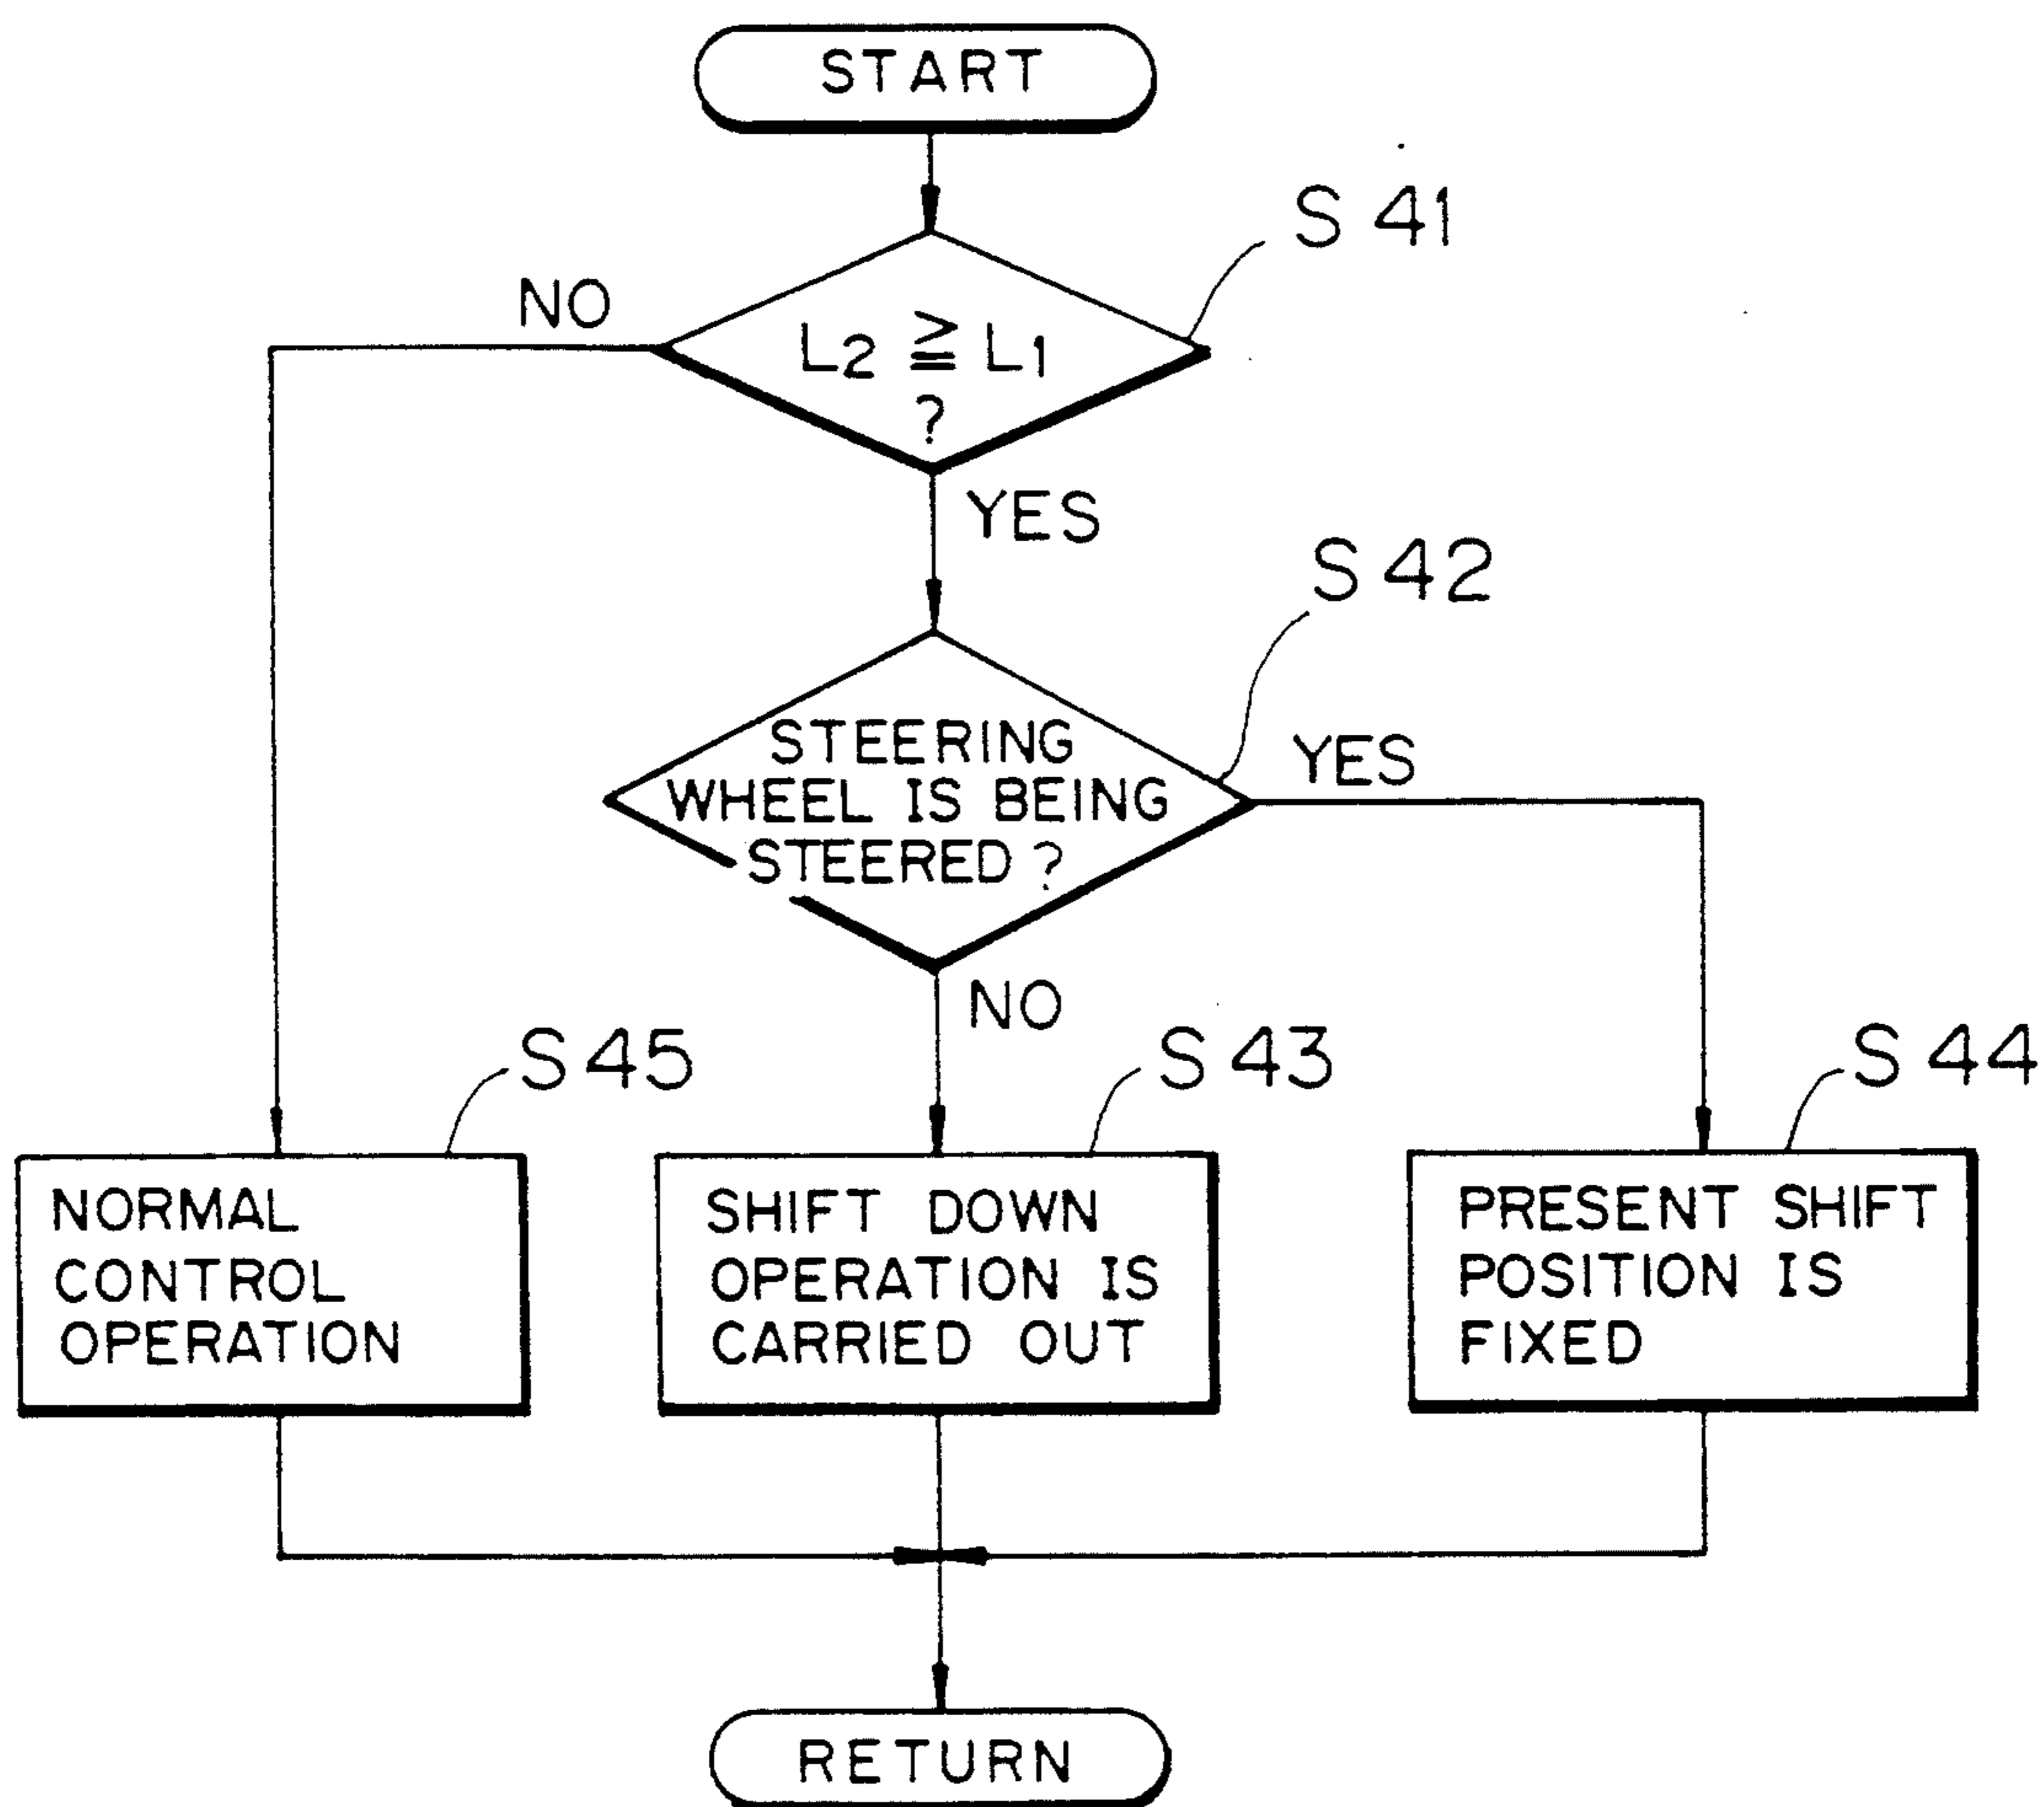 START
S 41
NO
L2 ≧ L1
?
YES
S 42
STEERING
WHEEL IS BEING
STEERED ?
YES
NO
S 45
S 43
S 44
NORMAL
CONTROL
OPERATION
SHIFT DOWN
OPERATION IS
CARRIED OUT
PRESENT SHIFT
POSITION IS
FIXED
RETURN